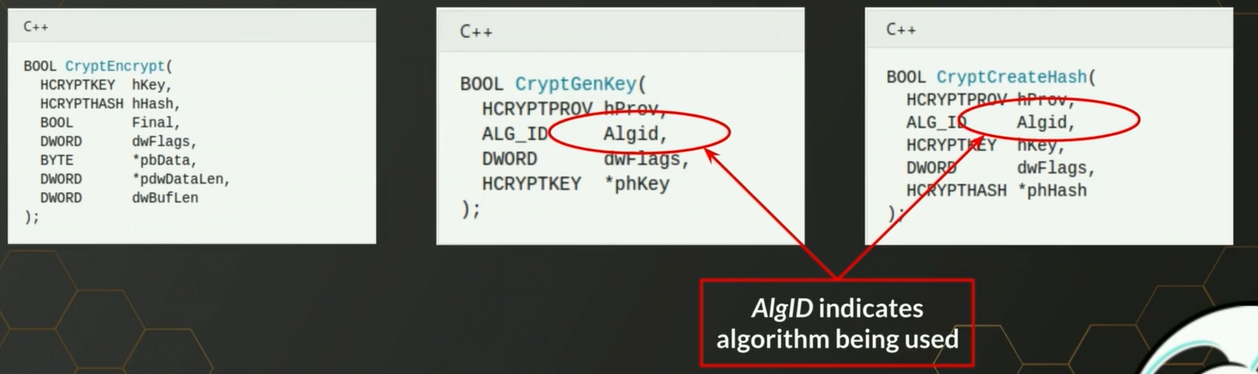 C++
BOOL CryptEncrypt(
HCRYPTKEY hKey,
HCRYPTHASH hHash,
BOOL Final,
DWORD dwFlags,
BYTE *pbData,
DWORD *pdwDataLen,
DWORD dwBufLen
);
C++
BOOL CryptGenKey(
HCRYPTPROV hProv,
ALG_ID Algid,
DWORD dwFlags,
HCRYPTKEY *phKey
);
C++
BOOL CryptCreateHash(
HCRYPTPROV hProv,
ALG_ID Algid,
HCRYPTKEY hKey,
DWORD dwFlags,
HCRYPTHASH *phHash
);
AlgID indicates
algorithm being used